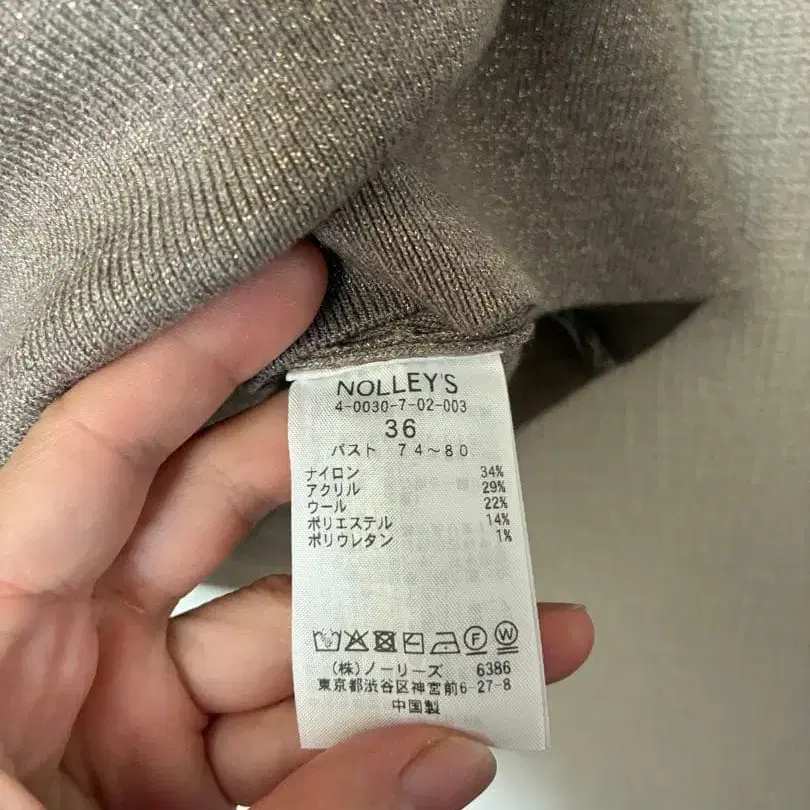 NOLLEY'S
4-0030-7-02-003
36
バスト 74～80
ナイロン 34%
アクリル 29%
ウール 22%
ポリエステル 14%
ポリウレタン 1%
F W
(株)ノーリーズ 6386
東京都渋谷区神宮前6-27-8
中国製